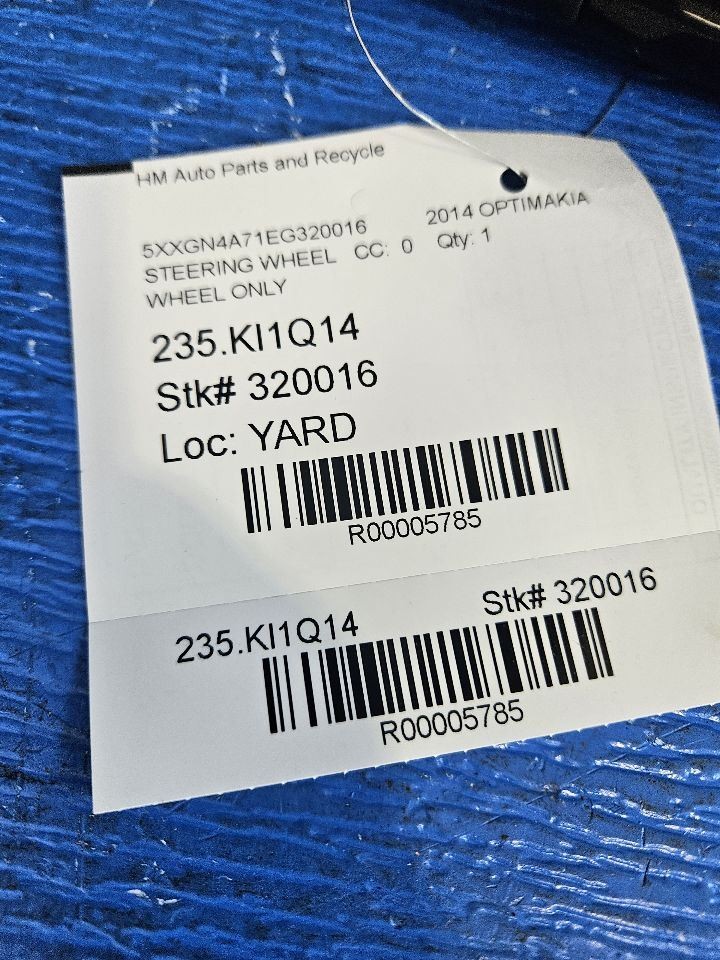 HM Auto Parts and Recycle
5XXGN4A71EG320016 2014 OPTIMAKIA
STEERING WHEEL CC: 0 Qty: 1
WHEEL ONLY
235.KI1Q14
Stk# 320016
Loc: YARD
R00005785
235.KI1Q14 Stk# 320016
R00005785